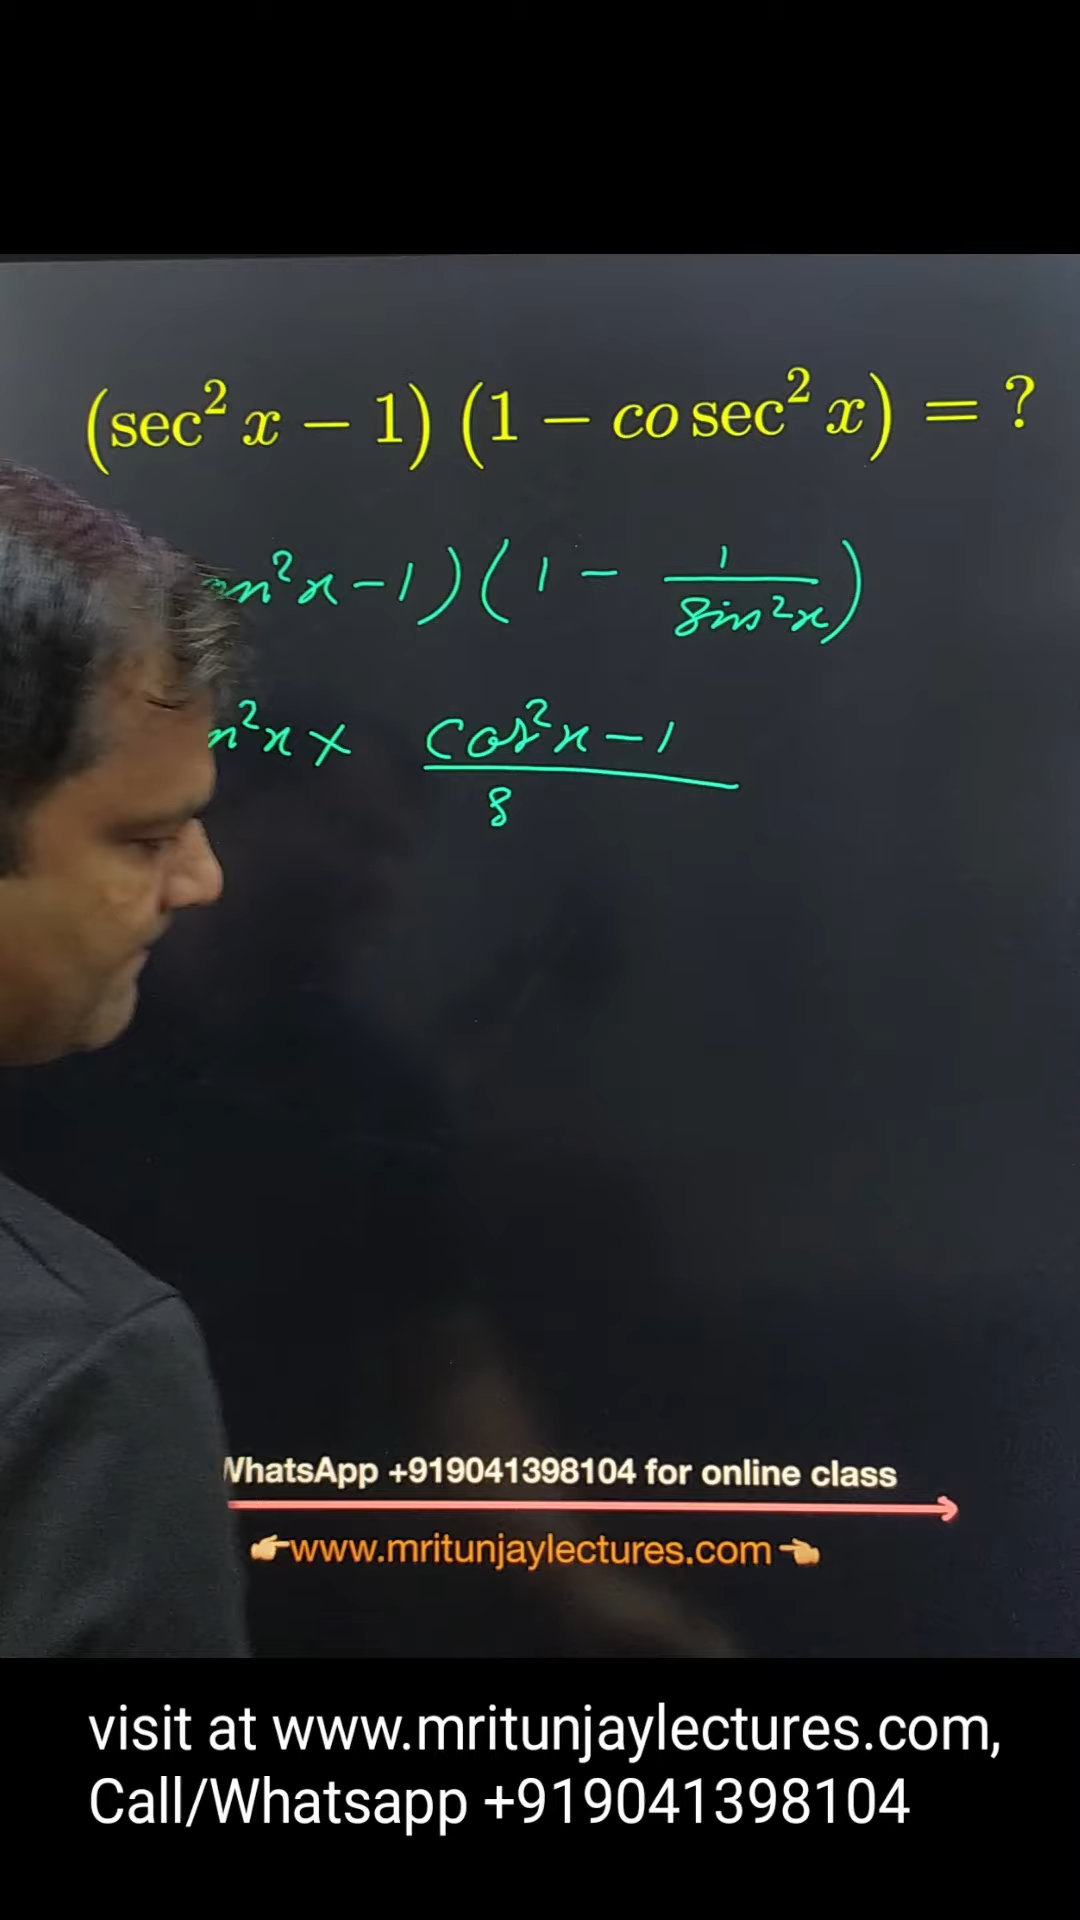 (sec² x − 1) (1 − cosec² x) = ?
n²x − 1) (1 − 1/sin²x)
n²x × cos²x − 1 / 8
WhatsApp +919041398104 for online class
www.mritunjaylectures.com
visit at www.mritunjaylectures.com,
Call/Whatsapp +919041398104